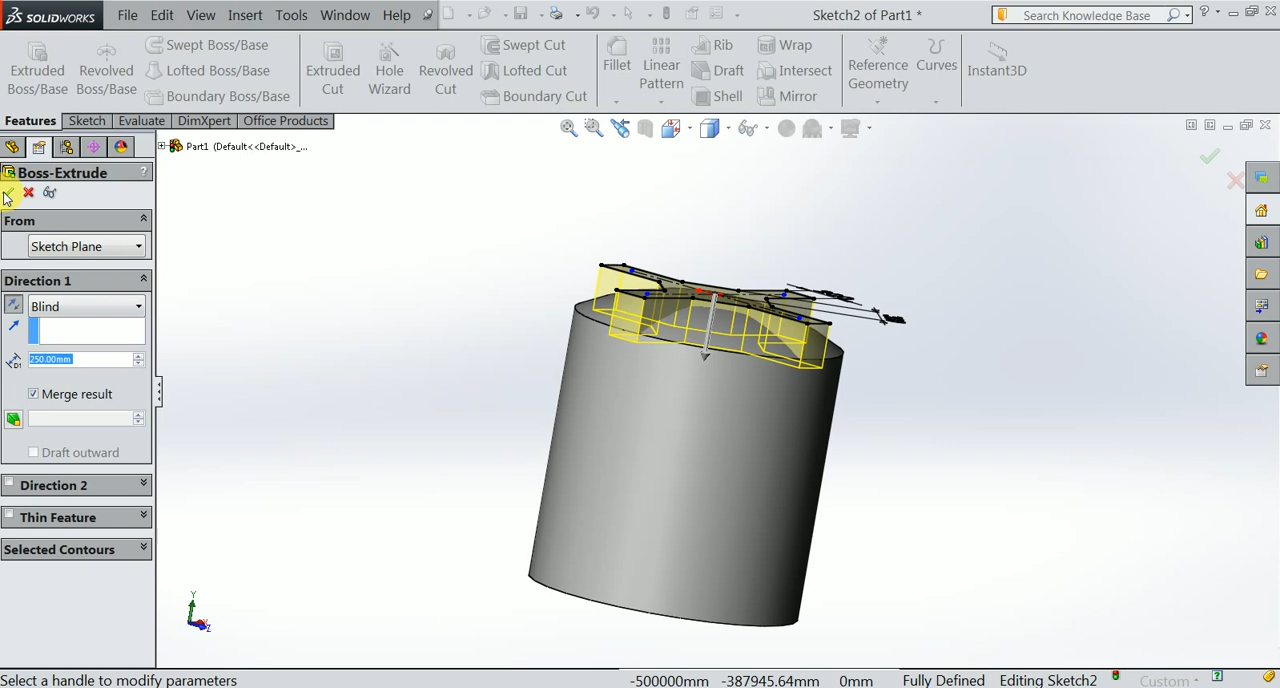 SOLIDWORKS File Edit View Insert Tools Window Help Sketch2 of Part1 * Search Knowledge Base
Extruded Boss/Base
Revolved Boss/Base
Swept Boss/Base
Lofted Boss/Base
Boundary Boss/Base
Extruded Cut
Hole Wizard
Revolved Cut
Swept Cut
Lofted Cut
Boundary Cut
Fillet
Linear Pattern
Rib
Draft
Shell
Wrap
Intersect
Mirror
Reference Geometry
Curves
Instant3D
Features Sketch Evaluate DimXpert Office Products
Part1 (Default<<Default>_...
Boss-Extrude ?
From
Sketch Plane
Direction 1
Blind
D1
250.00mm
Merge result
Draft outward
Direction 2
Thin Feature
Selected Contours
Y
Z
Select a handle to modify parameters -500000mm -387945.64mm 0mm Fully Defined Editing Sketch2 Custom ?